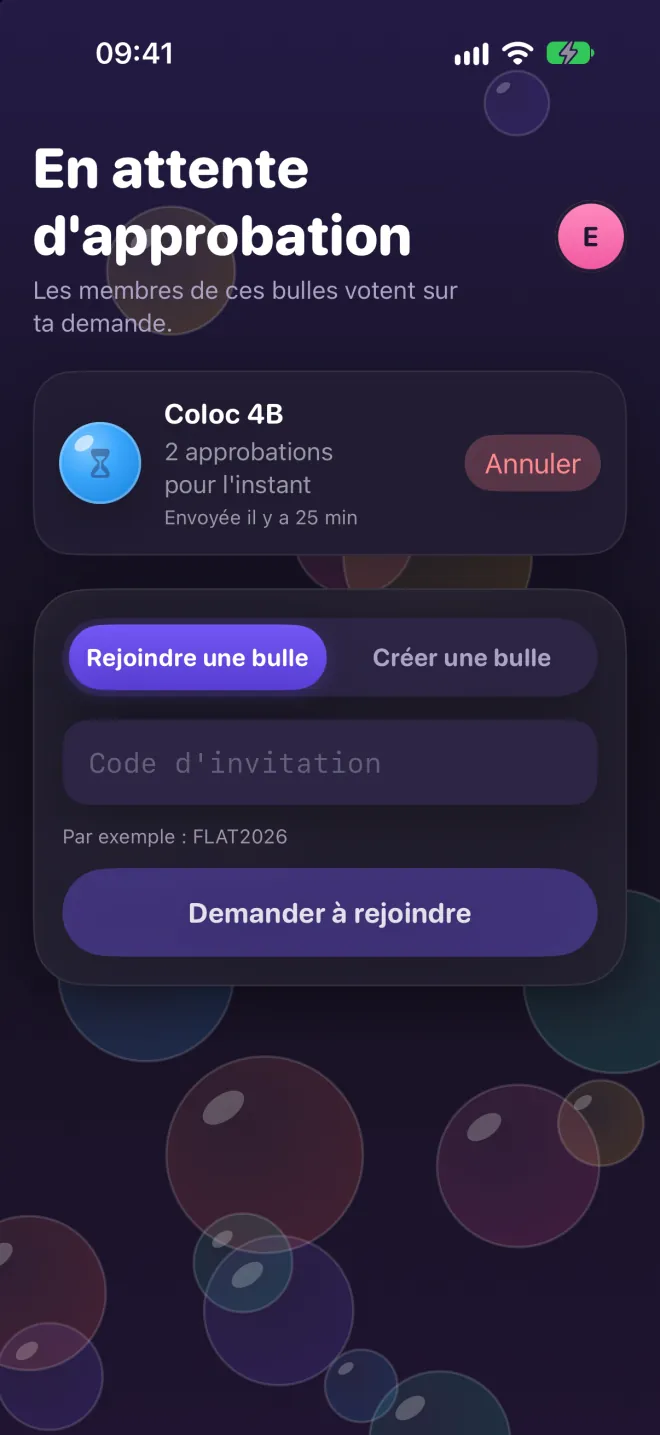 09:41
En attente
d'approbation
E
Les membres de ces bulles votent sur
ta demande.
Coloc 4B
2 approbations
pour l'instant
Envoyée il y a 25 min
Annuler
Rejoindre une bulle
Créer une bulle
Code d'invitation
Par exemple : FLAT2026
Demander à rejoindre